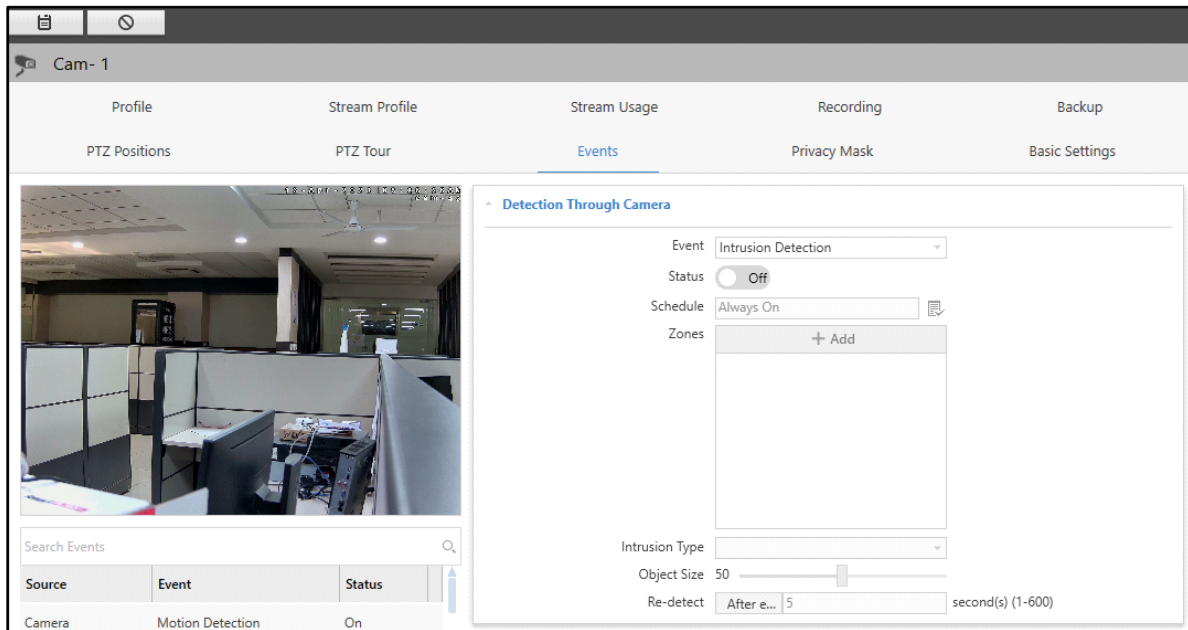 Cam- 1
Profile Stream Profile Stream Usage Recording Backup
PTZ Positions PTZ Tour Events Privacy Mask Basic Settings
Detection Through Camera
Event Intrusion Detection
Status Off
Schedule Always On
Zones + Add
Intrusion Type
Object Size 50
Re-detect After e... 5 second(s) (1-600)
Search Events
Source Event Status
Camera Motion Detection On